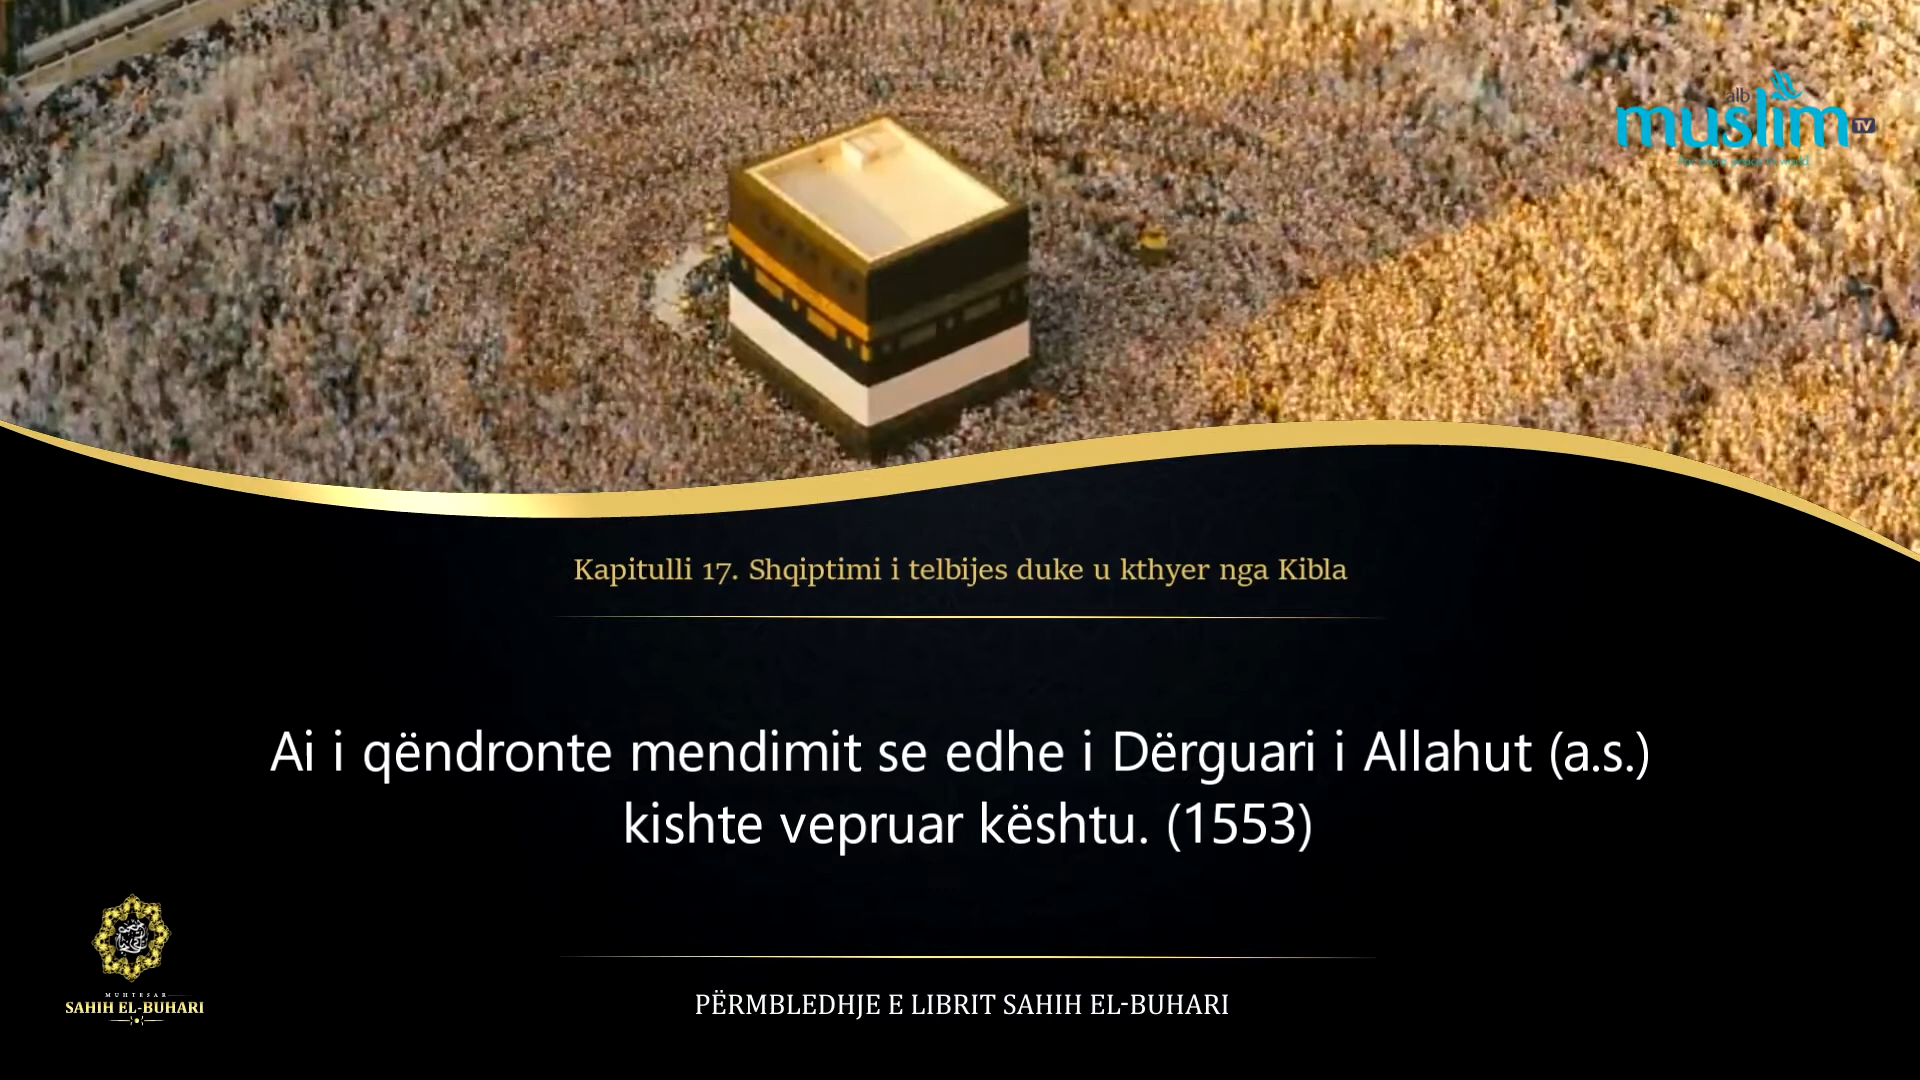 alb
muslim TV
Kapitulli 17. Shqiptimi i telbijes duke u kthyer nga Kibla
Ai i qëndronte mendimit se edhe i Dërguari i Allahut (a.s.)
kishte vepruar kështu. (1553)
MUHTESAR
SAHIH EL-BUHARI
PËRMBLEDHJE E LIBRIT SAHIH EL-BUHARI